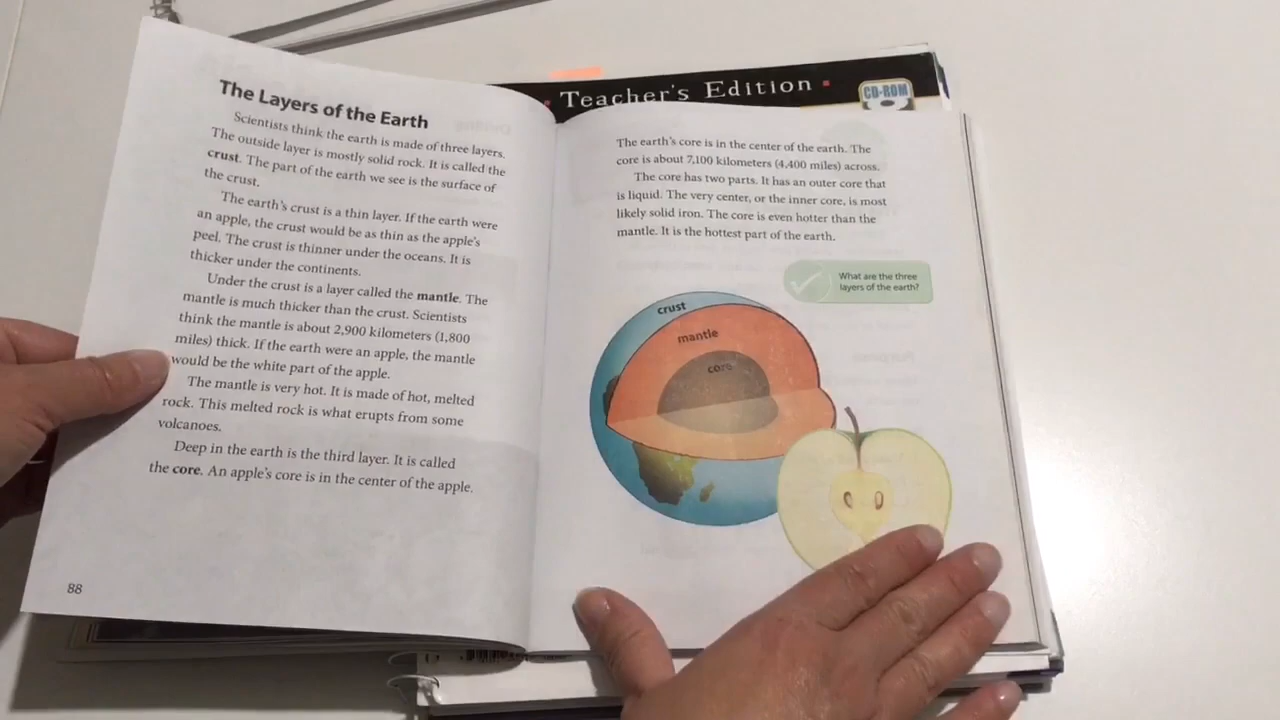 The Layers of the Earth
Scientists think the earth is made of three layers.
The outside layer is mostly solid rock. It is called the
crust. The part of the earth we see is the surface of
the crust.
The earth's crust is a thin layer. If the earth were
an apple, the crust would be as thin as the apple's
peel. The crust is thinner under the oceans. It is
thicker under the continents.
Under the crust is a layer called the mantle. The
mantle is much thicker than the crust. Scientists
think the mantle is about 2,900 kilometers (1,800
miles) thick. If the earth were an apple, the mantle
would be the white part of the apple.
The mantle is very hot. It is made of hot, melted
rock. This melted rock is what erupts from some
volcanoes.
Deep in the earth is the third layer. It is called
the core. An apple's core is in the center of the apple.
88
Teacher's Edition
CD-ROM
The earth's core is in the center of the earth. The
core is about 7,100 kilometers (4,400 miles) across.
The core has two parts. It has an outer core that
is liquid. The very center, or the inner core, is most
likely solid iron. The core is even hotter than the
mantle. It is the hottest part of the earth.
What are the three
layers of the earth?
crust
mantle
core